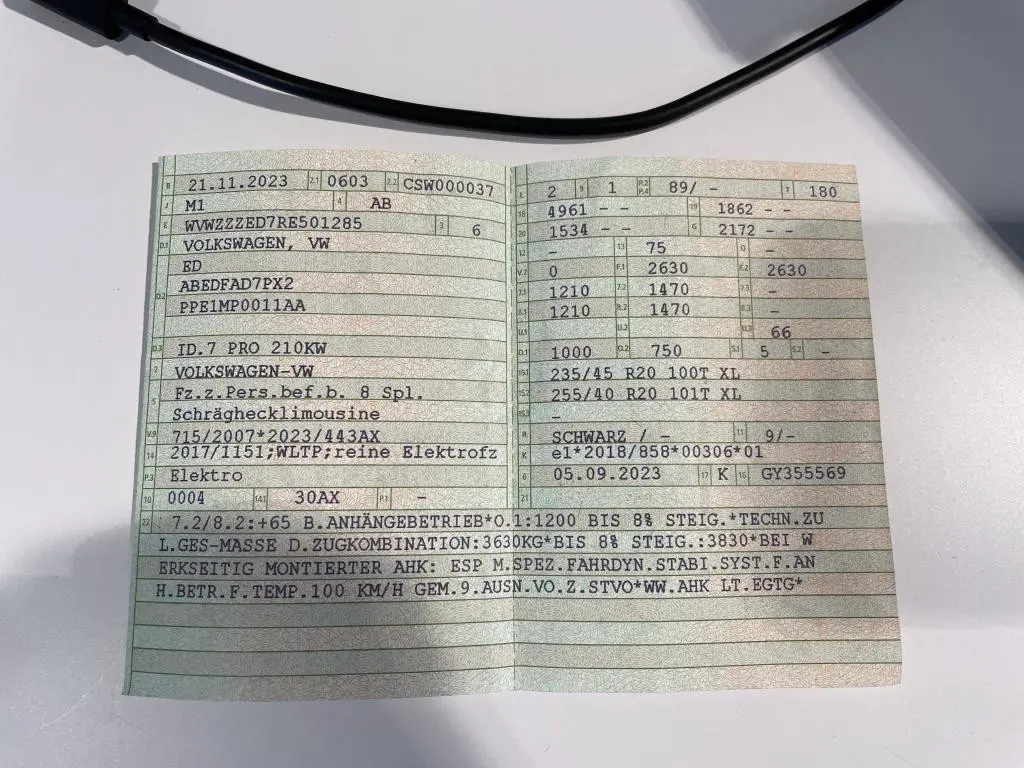 B 21.11.2023 2.1 0603 2.2 CSW000037
J M1 4 AB
E WVWZZZED7RE501285 3 6
D.1 VOLKSWAGEN, VW
ED
D.2 ABEDFAD7PX2
PPE1MP0011AA
D.3 ID.7 PRO 210KW
2 VOLKSWAGEN-VW
5 Fz.z.Pers.bef.b. 8 Spl.
Schräghecklimousine
V.9 715/2007*2023/443AX
14 2017/1151;WLTP;reine Elektrofz
P.3 Elektro
10 0004 14.1 30AX P.1 -
L 2 9 1 P.2 P.4 89/ - T 180
18 4961 - - 19 1862 - -
20 1534 - - G 2172 - -
12 - 13 75 Q -
V.7 0 F.1 2630 F.2 2630
7.1 1210 7.2 1470 7.3 -
8.1 1210 8.2 1470 8.3 -
U.1 U.2 U.3 66
O.1 1000 O.2 750 S.1 5 S.2 -
15.1 235/45 R20 100T XL
15.2 255/40 R20 101T XL
15.3 -
R SCHWARZ / - 11 9/-
K e1*2018/858*00306*01
6 05.09.2023 17 K 16 GY355569
21
22 7.2/8.2:+65 B.ANHÄNGEBETRIEB*O.1:1200 BIS 8% STEIG.*TECHN.ZU
L.GES-MASSE D.ZUGKOMBINATION:3630KG*BIS 8% STEIG.:3830*BEI W
ERKSEITIG MONTIERTER AHK: ESP M.SPEZ.FAHRDYN.STABI.SYST.F.AN
H.BETR.F.TEMP.100 KM/H GEM.9.AUSN.VO.Z.STVO*WW.AHK LT.EGTG*